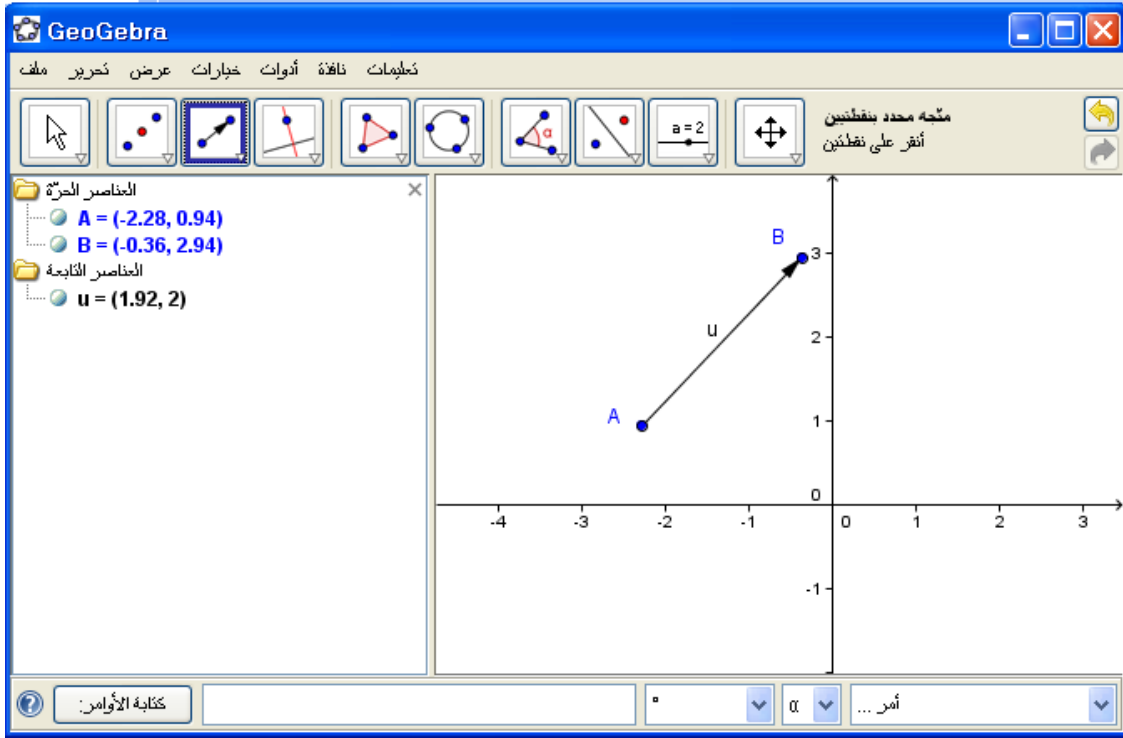 GeoGebra
ملف تحرير عرض خيارات أدوات نافذة تعليمات
a = 2
α
متّجه محدد بنقطتين
أنقر على نقطتين
العناصر الحرّة
A = (-2.28, 0.94)
B = (-0.36, 2.94)
العناصر التابعة
u = (1.92, 2)
B
3
u
2
A
1
0
-4 -3 -2 -1 0 1 2 3
-1
كتابة الأوامر:
°
α
أمر ...